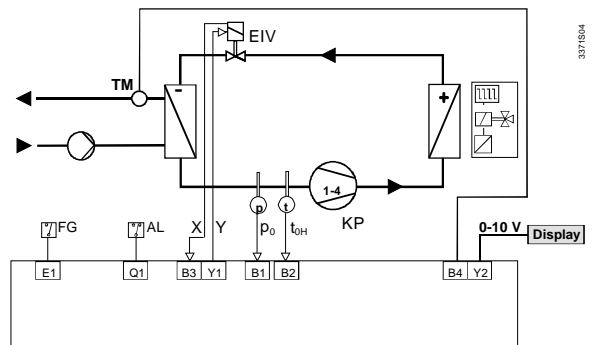 EIV
3371S04
TM
-
+
1-4
KP
FG
AL
X
Y
p
p₀
t
t₀H
0-10 V
Display
E1
Q1
B3
Y1
B1
B2
B4
Y2